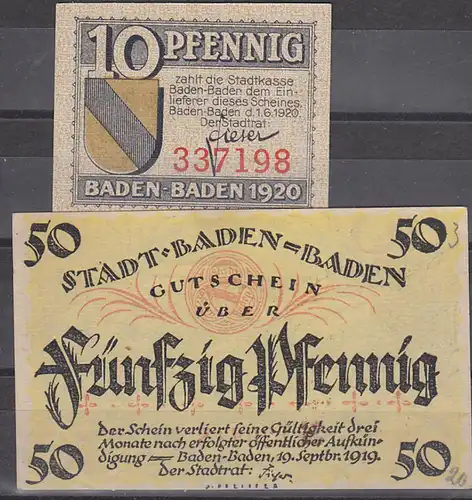 10 PFENNIG
zahlt die Stadtkasse
Baden-Baden dem Ein-
lieferer dieses Scheines.
Baden-Baden d. 1.6.1920.
Der Stadtrat:
Fieser
337198
BADEN-BADEN 1920
50 50
STADT·BADEN=BADEN
GUTSCHEIN
ÜBER
Fünfzig Pfennig
Der Schein verliert seine Gültigkeit drei
Monate nach erfolgter öffentlicher Aufkün-
digung — Baden-Baden, 19. Septbr. 1919.
Der Stadtrat: Fieser
50 50